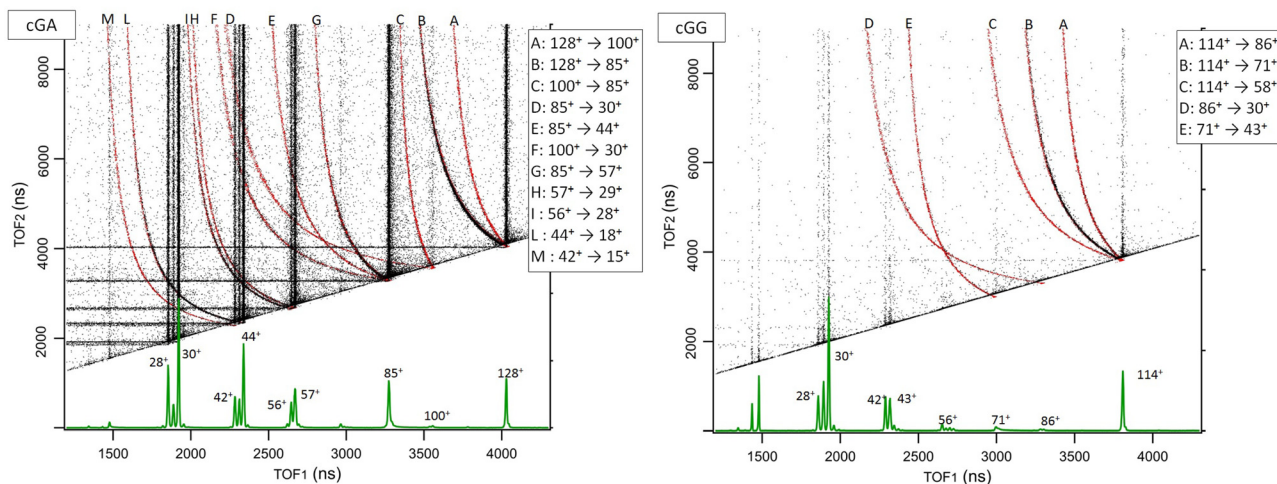 cGA
M L I H F D E G C B A
A: 128⁺ → 100⁺
B: 128⁺ → 85⁺
C: 100⁺ → 85⁺
D: 85⁺ → 30⁺
E: 85⁺ → 44⁺
F: 100⁺ → 30⁺
G: 85⁺ → 57⁺
H: 57⁺ → 29⁺
I : 56⁺ → 28⁺
L : 44⁺ → 18⁺
M : 42⁺ → 15⁺
TOF₂ (ns)
8000
6000
4000
2000
28⁺ 30⁺ 42⁺ 44⁺ 56⁺ 57⁺ 85⁺ 100⁺ 128⁺
1500 2000 2500 3000 3500 4000
TOF1 (ns)
cGG
D E C B A
A: 114⁺ → 86⁺
B: 114⁺ → 71⁺
C: 114⁺ → 58⁺
D: 86⁺ → 30⁺
E: 71⁺ → 43⁺
TOF₂ (ns)
8000
6000
4000
2000
28⁺ 30⁺ 42⁺ 43⁺ 56⁺ 71⁺ 86⁺ 114⁺
1500 2000 2500 3000 3500 4000
TOF1 (ns)